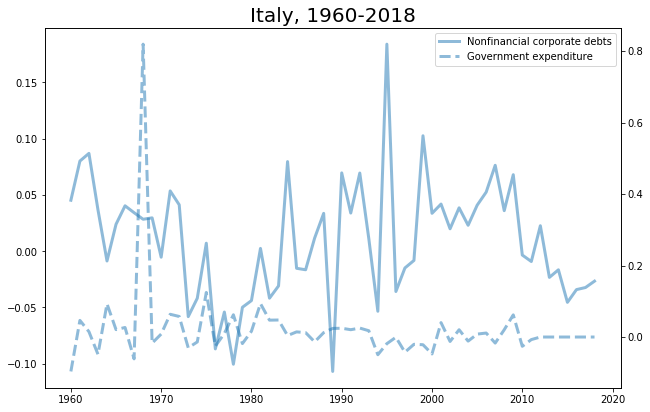 Italy, 1960-2018
Nonfinancial corporate debts
Government expenditure
0.15
0.10
0.05
0.00
−0.05
−0.10
0.8
0.6
0.4
0.2
0.0
1960 1970 1980 1990 2000 2010 2020